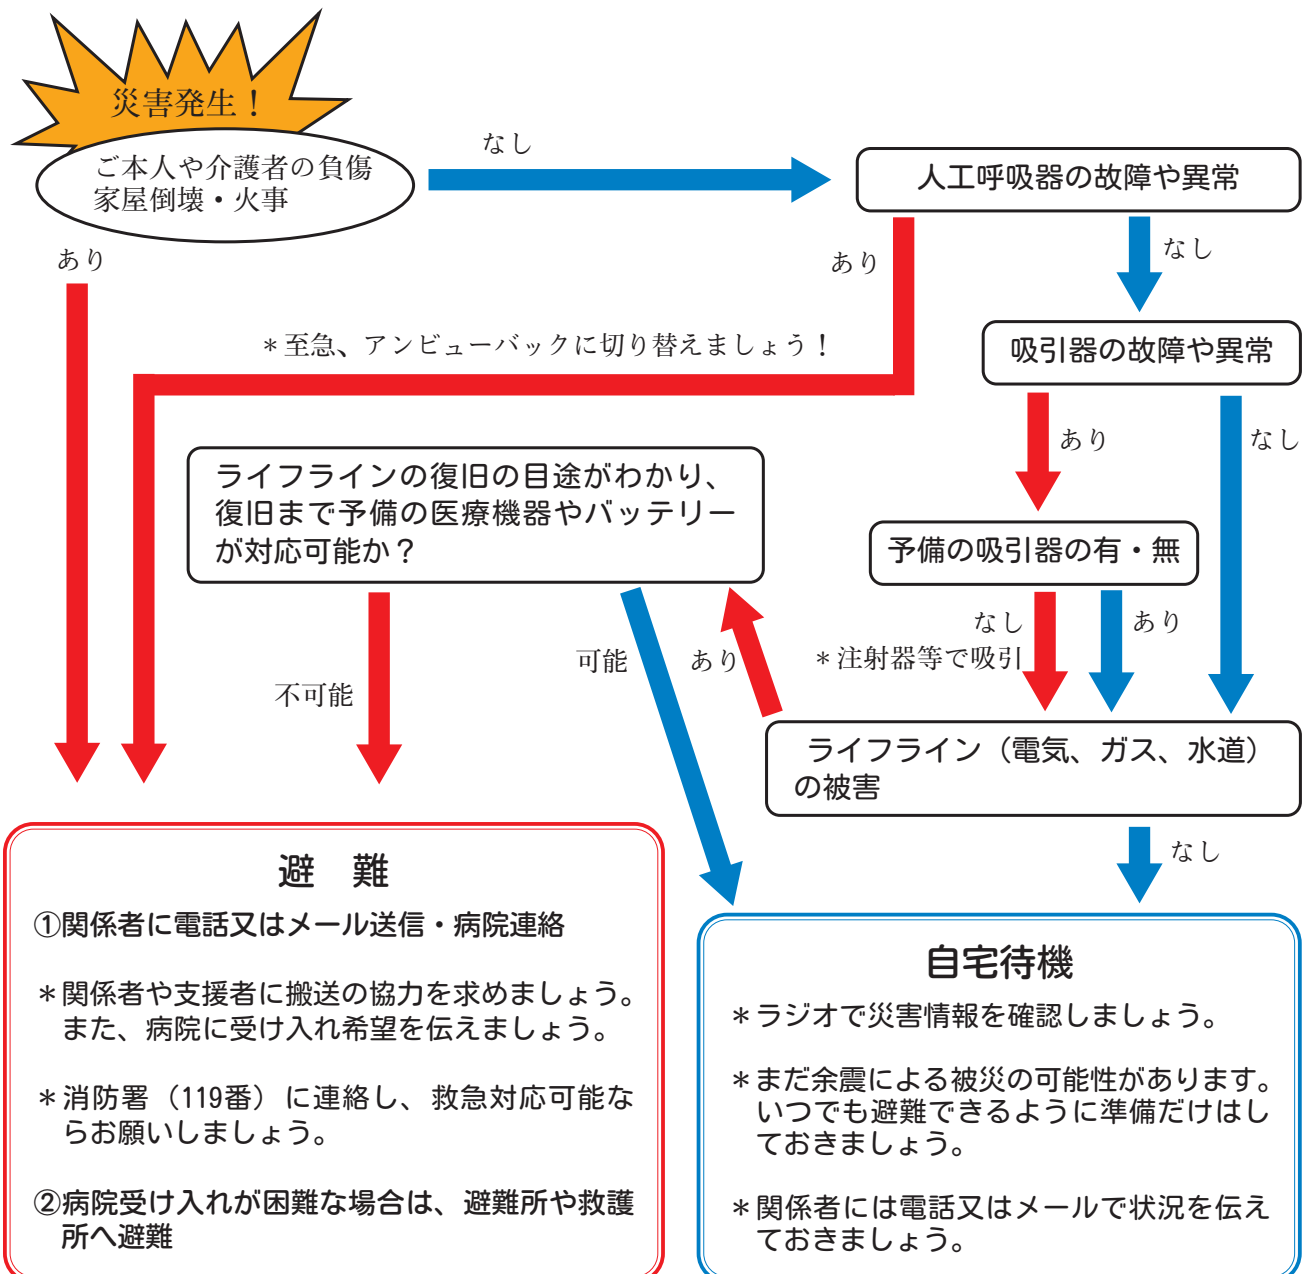 災害発生！
ご本人や介護者の負傷
家屋倒壊・火事
なし
人工呼吸器の故障や異常
あり
あり
なし
＊至急、アンビューバックに切り替えましょう！
吸引器の故障や異常
あり
なし
ライフラインの復旧の目途がわかり、
復旧まで予備の医療機器やバッテリー
が対応可能か？
予備の吸引器の有・無
なし
＊注射器等で吸引
あり
可能
あり
不可能
ライフライン（電気、ガス、水道）
の被害
なし
避　難
①関係者に電話又はメール送信・病院連絡
＊関係者や支援者に搬送の協力を求めましょう。
また、病院に受け入れ希望を伝えましょう。
＊消防署（119番）に連絡し、救急対応可能な
らお願いしましょう。
②病院受け入れが困難な場合は、避難所や救護
所へ避難
自宅待機
＊ラジオで災害情報を確認しましょう。
＊まだ余震による被災の可能性があります。
いつでも避難できるように準備だけはし
ておきましょう。
＊関係者には電話又はメールで状況を伝え
ておきましょう。